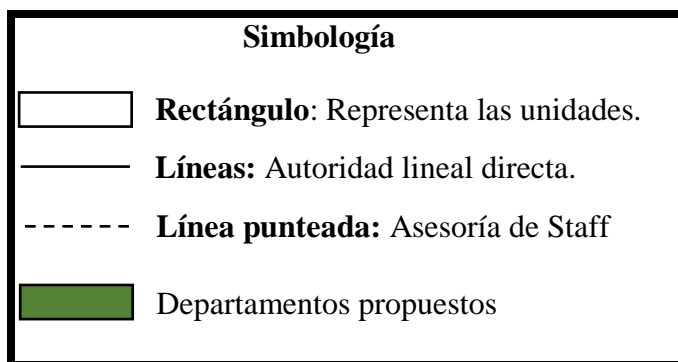 Simbología
Rectángulo: Representa las unidades.
Líneas: Autoridad lineal directa.
Línea punteada: Asesoría de Staff
Departamentos propuestos